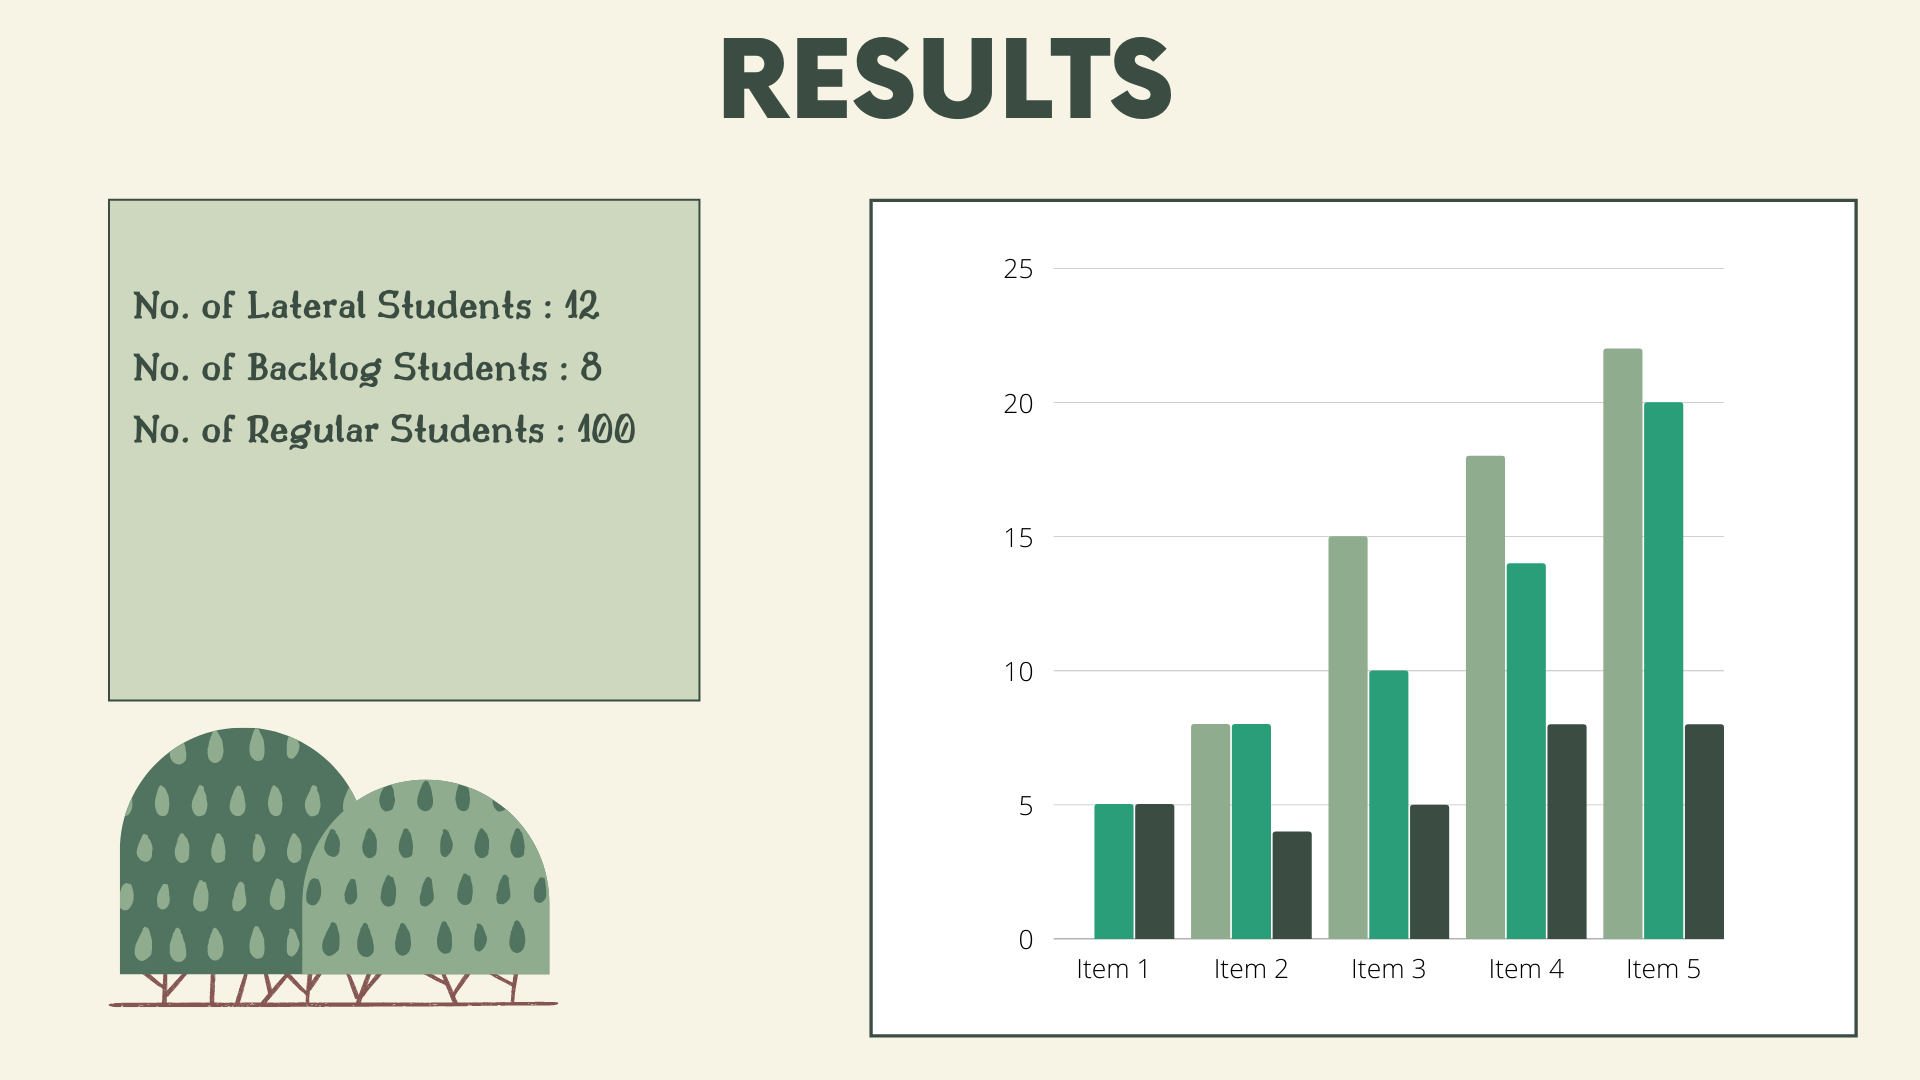 RESULTS
No. of Lateral Students : 12
No. of Backlog Students : 8
No. of Regular Students : 100
25
20
15
10
5
0
Item 1 Item 2 Item 3 Item 4 Item 5